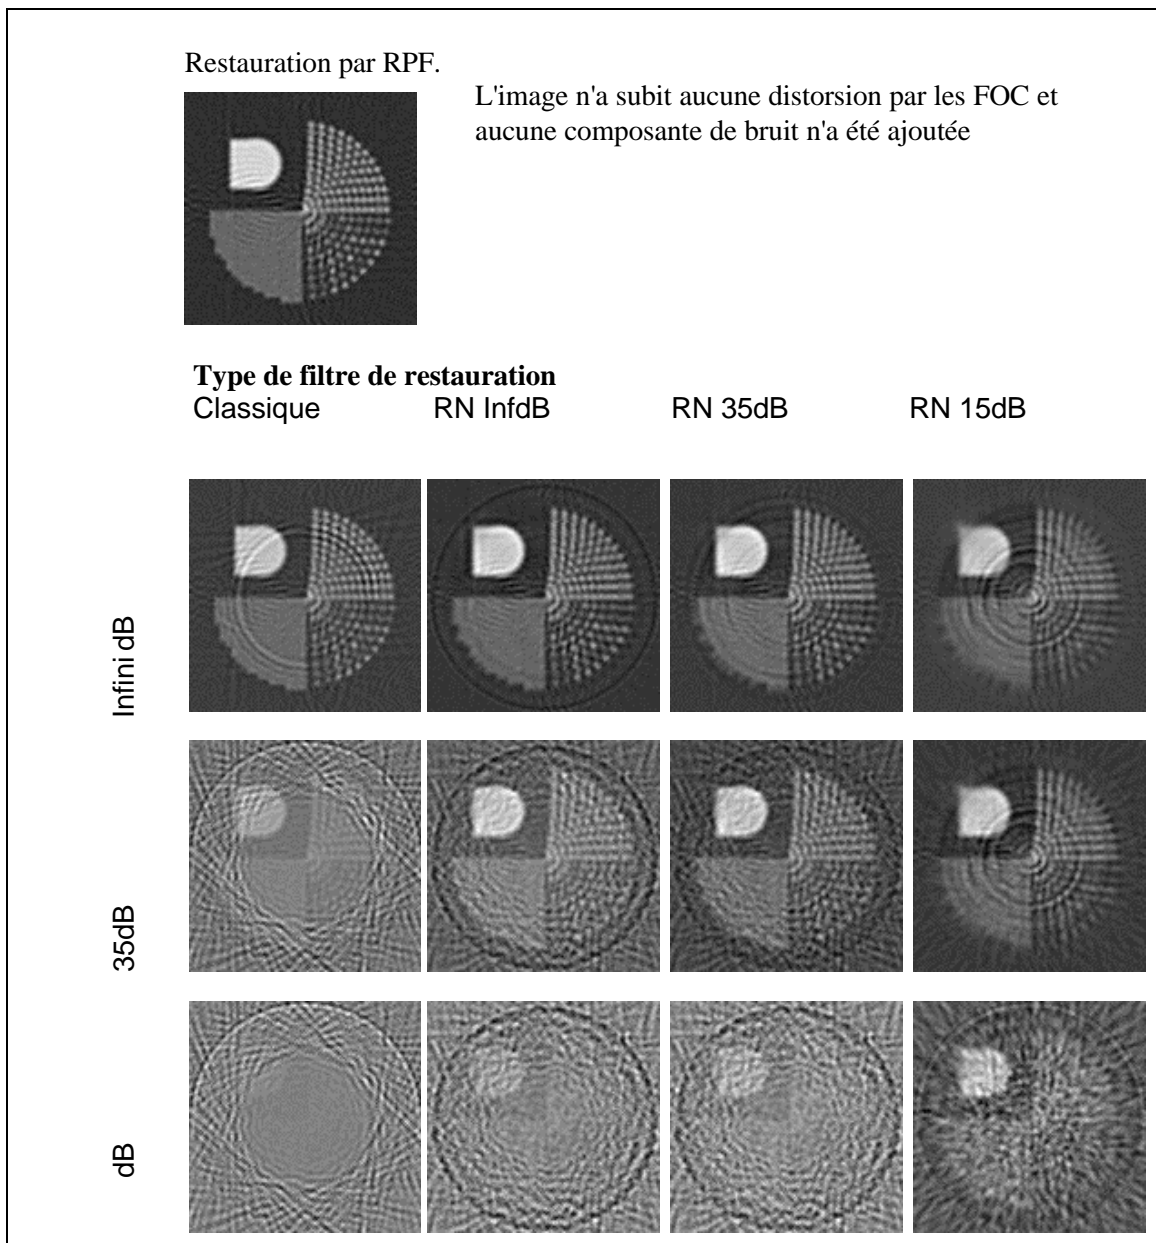 Restauration par RPF.
L'image n'a subit aucune distorsion par les FOC et
aucune composante de bruit n'a été ajoutée
Type de filtre de restauration
Classique RN InfdB RN 35dB RN 15dB
Infini dB
35dB
dB